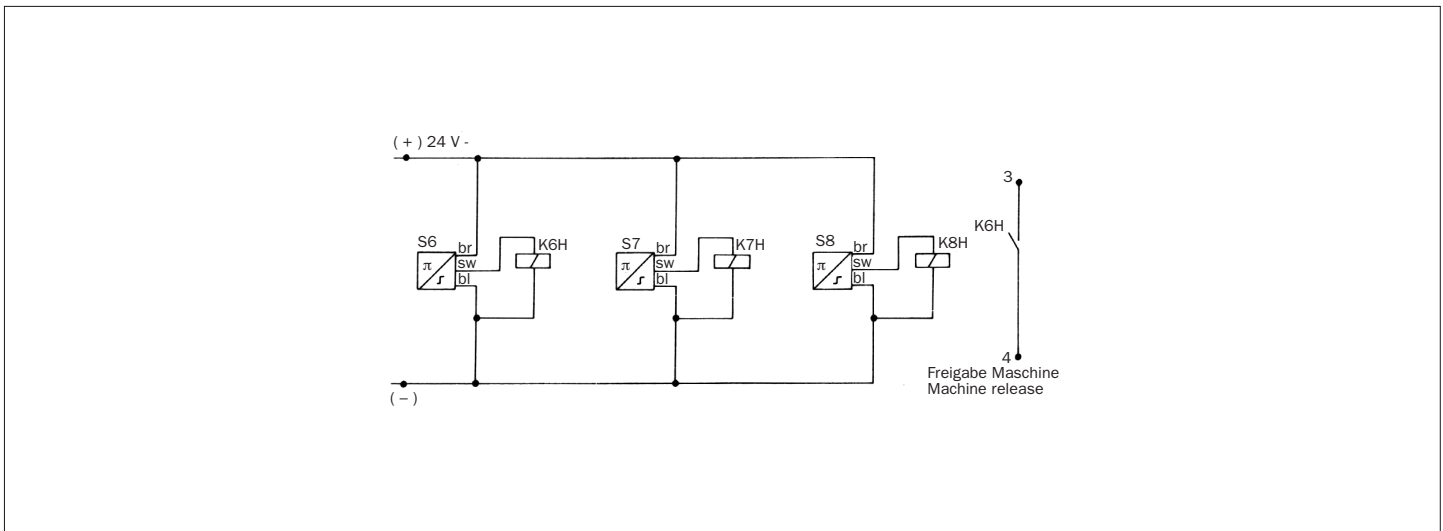 ( + ) 24 V -
S6
br
sw
bl
π
K6H
S7
br
sw
bl
π
K7H
S8
br
sw
bl
π
K8H
3
K6H
4
Freigabe Maschine
Machine release
( – )